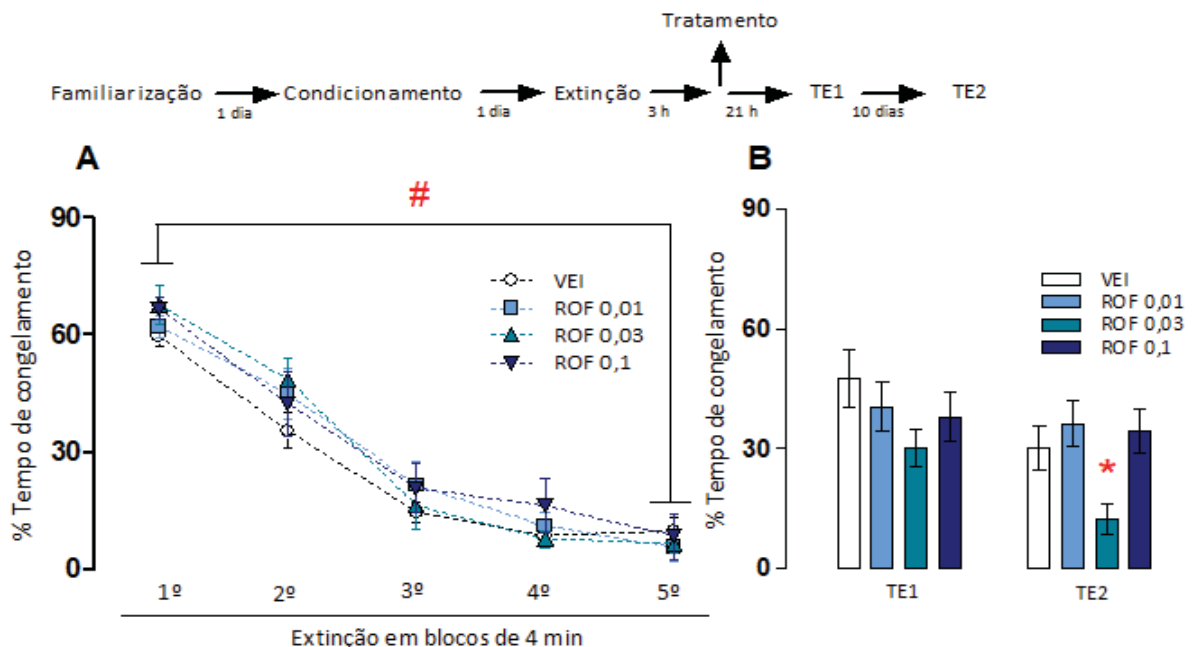 Tratamento
Familiarização Condicionamento Extinção TE1 TE2
1 dia 1 dia 3 h 21 h 10 dias
A
#
% Tempo de congelamento
90
60
30
0
VEI
ROF 0,01
ROF 0,03
ROF 0,1
1º 2º 3º 4º 5º
Extinção em blocos de 4 min
B
% Tempo de congelamento
90
60
30
0
VEI
ROF 0,01
ROF 0,03
ROF 0,1
*
TE1 TE2